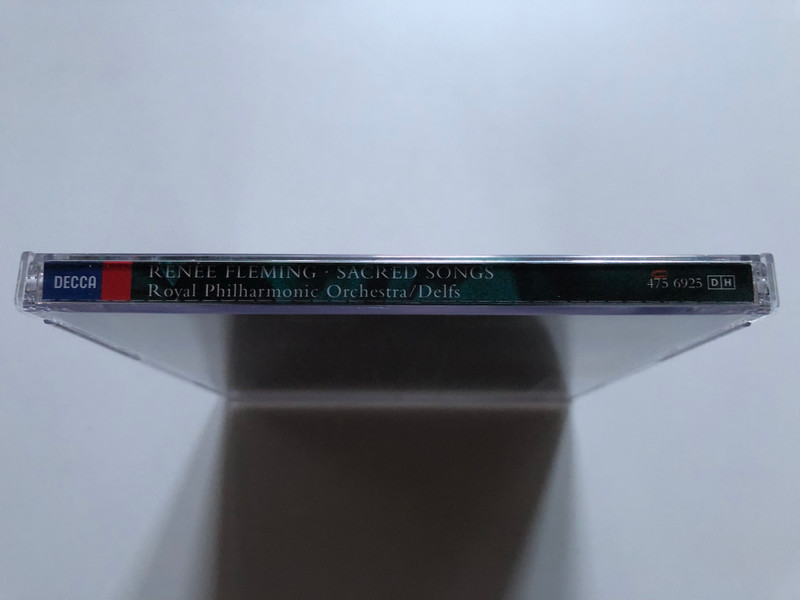 DECCA
RENÉE FLEMING · SACRED SONGS
Royal Philharmonic Orchestra/Delfs
475 6925 DH